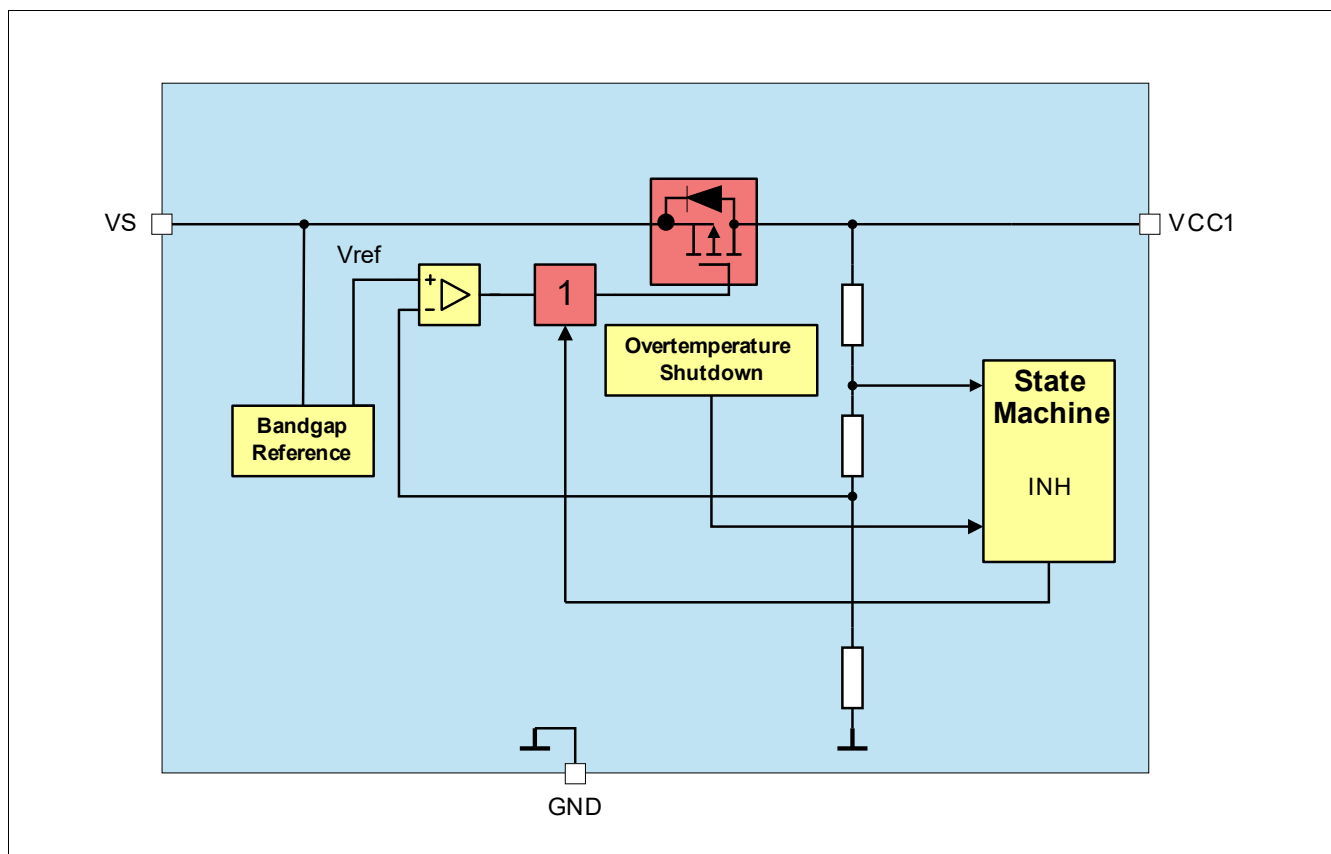 VS
VCC1
Vref
+
-
1
Overtemperature
Shutdown
State
Machine
INH
Bandgap
Reference
GND